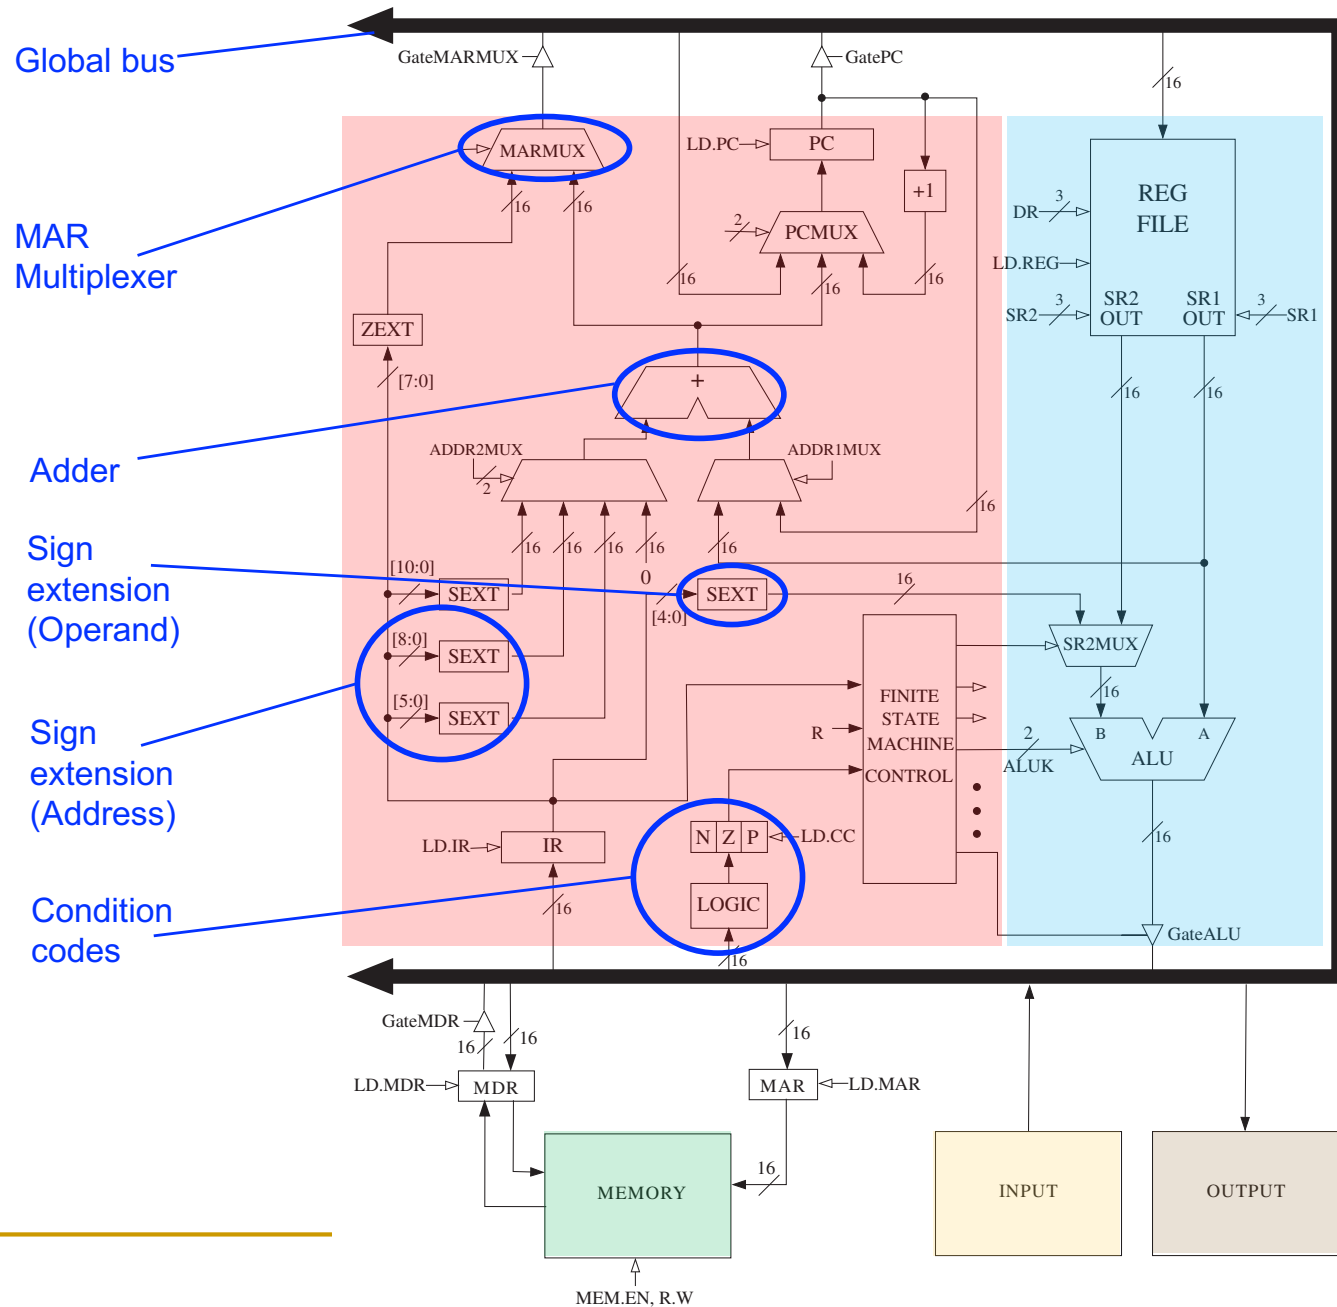 Global bus
GateMARMUX
GatePC
16
MARMUX
LD.PC
PC
+1
REG
FILE
DR
3
16
16
2
PCMUX
MAR
Multiplexer
LD.REG
16
16
16
ZEXT
SR2
3
SR2
OUT
SR1
OUT
3
SR1
[7:0]
+
16
16
Adder
ADDR2MUX
2
ADDR1MUX
16
Sign
extension
(Operand)
16
16
16
16
16
[10:0]
SEXT
0
[4:0]
SEXT
16
[8:0]
SEXT
SR2MUX
[5:0]
SEXT
16
Sign
extension
(Address)
FINITE
STATE
MACHINE
CONTROL
R
2
ALUK
B
A
ALU
LD.IR
IR
N Z P
LD.CC
16
16
LOGIC
Condition
codes
16
GateALU
GateMDR
16
16
16
LD.MDR
MDR
MAR
LD.MAR
16
MEMORY
INPUT
OUTPUT
MEM.EN, R.W